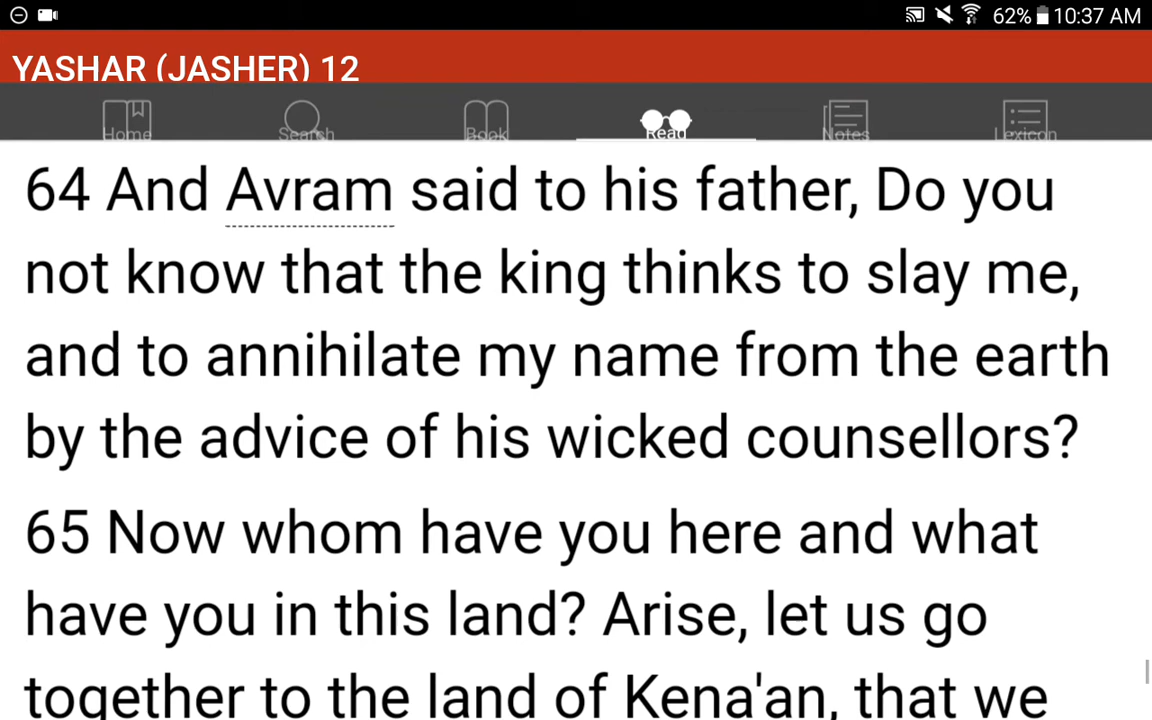 62% 10:37 AM
YASHAR (JASHER) 12
Home Search Book Read Notes Lexicon
64 And Avram said to his father, Do you
not know that the king thinks to slay me,
and to annihilate my name from the earth
by the advice of his wicked counsellors?
65 Now whom have you here and what
have you in this land? Arise, let us go
together to the land of Kena'an, that we